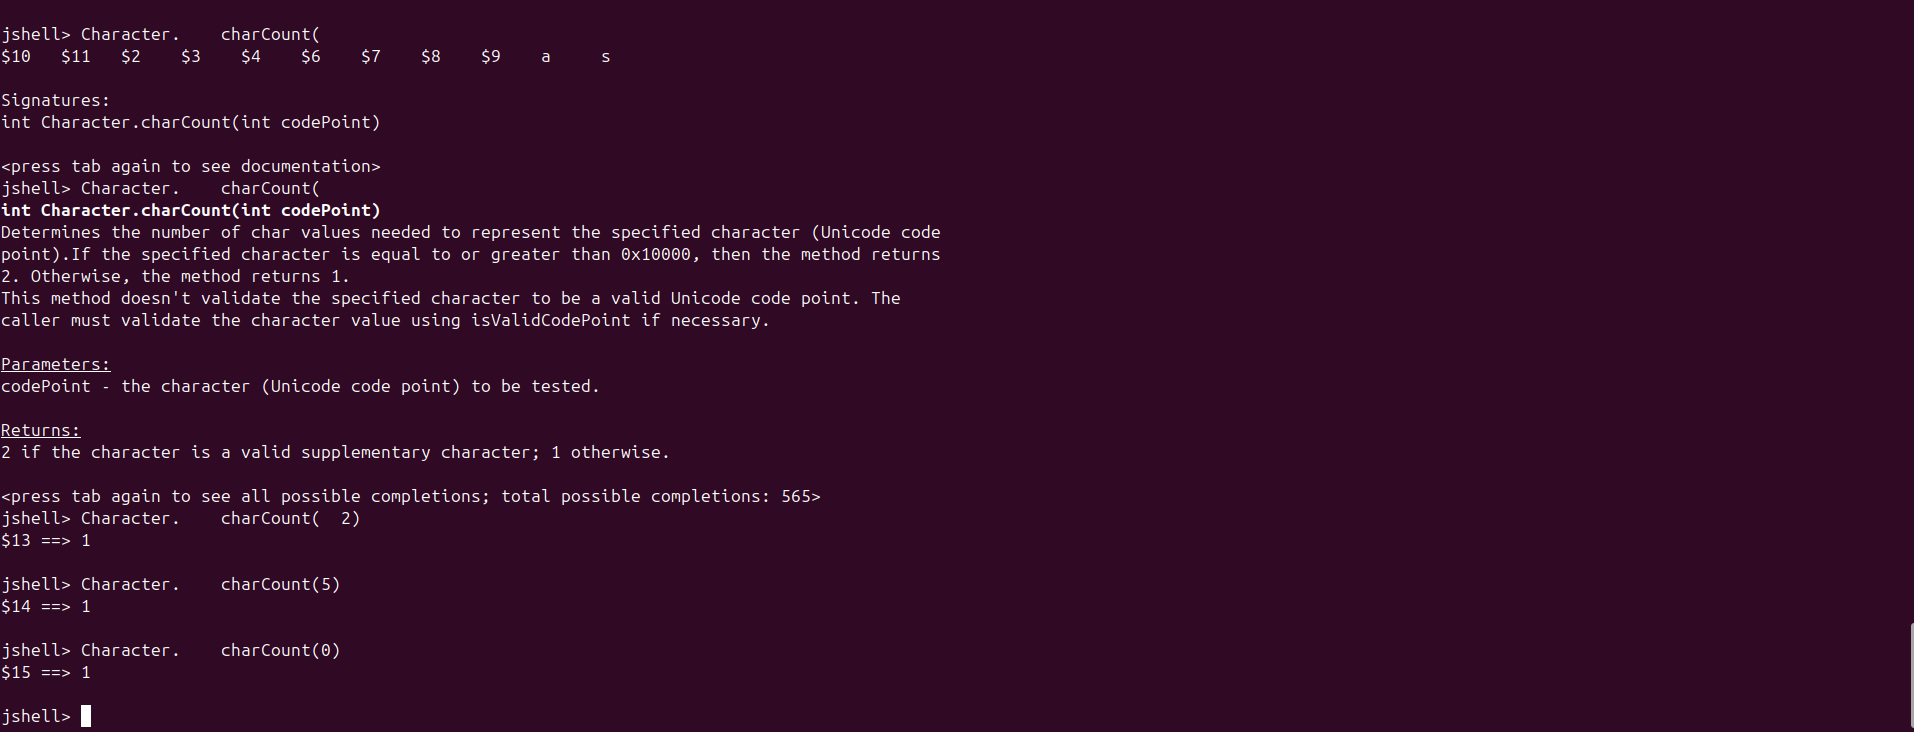 jshell> Character.    charCount(
$10   $11   $2    $3    $4    $6    $7    $8    $9    a     s
Signatures:
int Character.charCount(int codePoint)
<press tab again to see documentation>
jshell> Character.    charCount(
int Character.charCount(int codePoint)
Determines the number of char values needed to represent the specified character (Unicode code
point).If the specified character is equal to or greater than 0x10000, then the method returns
2. Otherwise, the method returns 1.
This method doesn't validate the specified character to be a valid Unicode code point. The
caller must validate the character value using isValidCodePoint if necessary.
Parameters:
codePoint - the character (Unicode code point) to be tested.
Returns:
2 if the character is a valid supplementary character; 1 otherwise.
<press tab again to see all possible completions; total possible completions: 565>
jshell> Character.    charCount(  2)
$13 ==> 1
jshell> Character.    charCount(5)
$14 ==> 1
jshell> Character.    charCount(0)
$15 ==> 1
jshell>